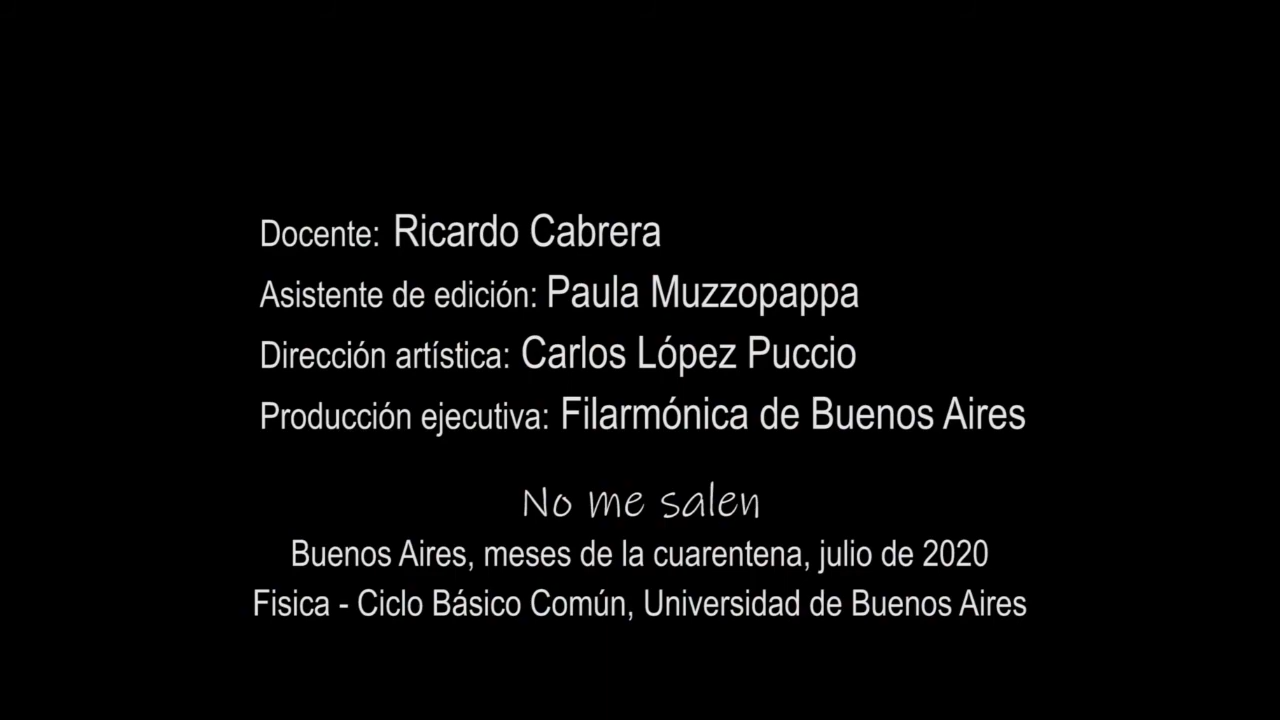 Docente: Ricardo Cabrera
Asistente de edición: Paula Muzzopappa
Dirección artística: Carlos López Puccio
Producción ejecutiva: Filarmónica de Buenos Aires
No me salen
Buenos Aires, meses de la cuarentena, julio de 2020
Fisica - Ciclo Básico Común, Universidad de Buenos Aires